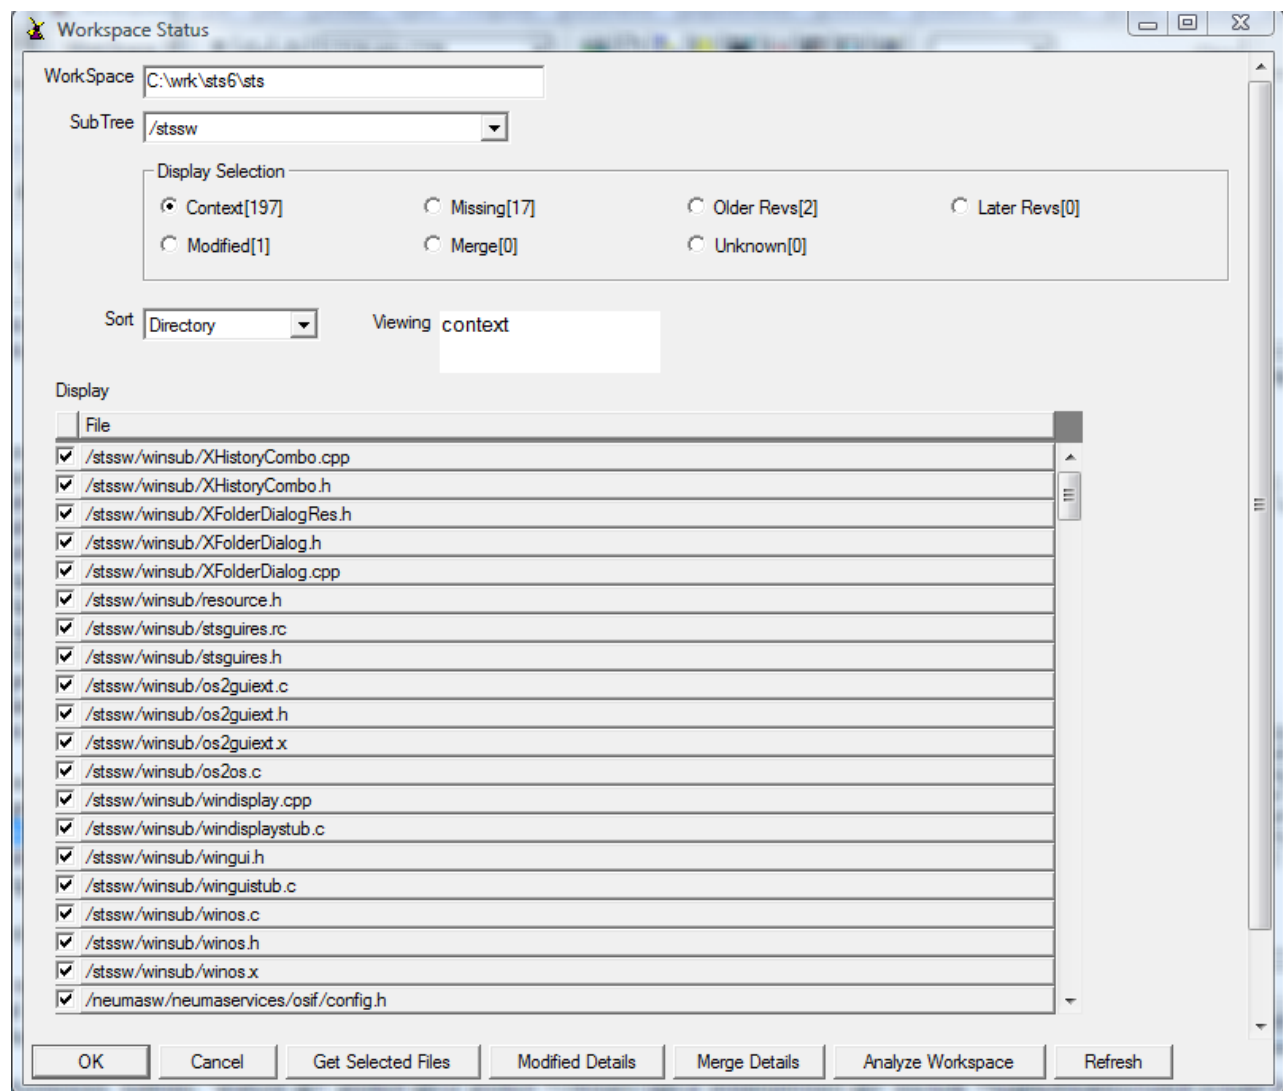 Workspace Status
WorkSpace C:\wrk\sts6\sts
SubTree /stssw
Display Selection
Context[197] Missing[17] Older Revs[2] Later Revs[0]
Modified[1] Merge[0] Unknown[0]
Sort Directory Viewing context
Display
File
/stssw/winsub/XHistoryCombo.cpp
/stssw/winsub/XHistoryCombo.h
/stssw/winsub/XFolderDialogRes.h
/stssw/winsub/XFolderDialog.h
/stssw/winsub/XFolderDialog.cpp
/stssw/winsub/resource.h
/stssw/winsub/stsguires.rc
/stssw/winsub/stsguires.h
/stssw/winsub/os2guiext.c
/stssw/winsub/os2guiext.h
/stssw/winsub/os2guiext.x
/stssw/winsub/os2os.c
/stssw/winsub/windisplay.cpp
/stssw/winsub/windisplaystub.c
/stssw/winsub/wingui.h
/stssw/winsub/winguistub.c
/stssw/winsub/winos.c
/stssw/winsub/winos.h
/stssw/winsub/winos.x
/neumasw/neumaservices/osif/config.h
OK Cancel Get Selected Files Modified Details Merge Details Analyze Workspace Refresh